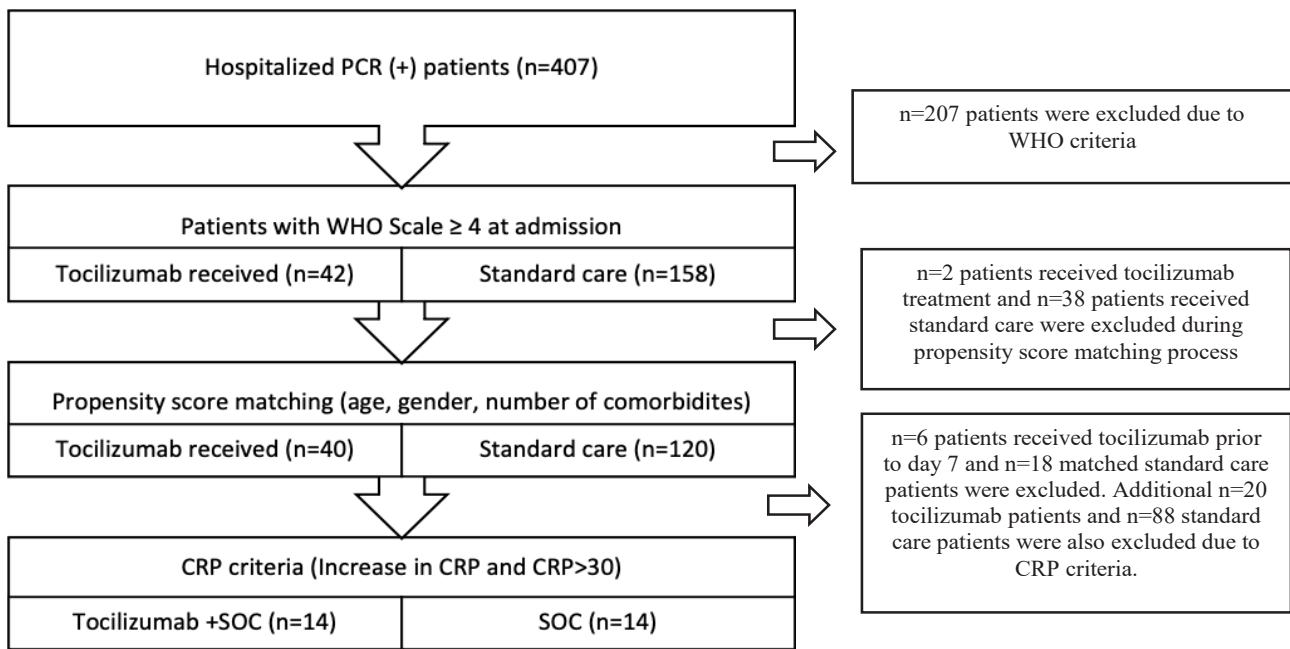 Hospitalized PCR (+) patients (n=407)
n=207 patients were excluded due to
WHO criteria
Patients with WHO Scale ≥ 4 at admission
Tocilizumab received (n=42)
Standard care (n=158)
n=2 patients received tocilizumab
treatment and n=38 patients received
standard care were excluded during
propensity score matching process
Propensity score matching (age, gender, number of comorbidites)
Tocilizumab received (n=40)
Standard care (n=120)
n=6 patients received tocilizumab prior
to day 7 and n=18 matched standard care
patients were excluded. Additional n=20
tocilizumab patients and n=88 standard
care patients were also excluded due to
CRP criteria.
CRP criteria (Increase in CRP and CRP>30)
Tocilizumab +SOC (n=14)
SOC (n=14)